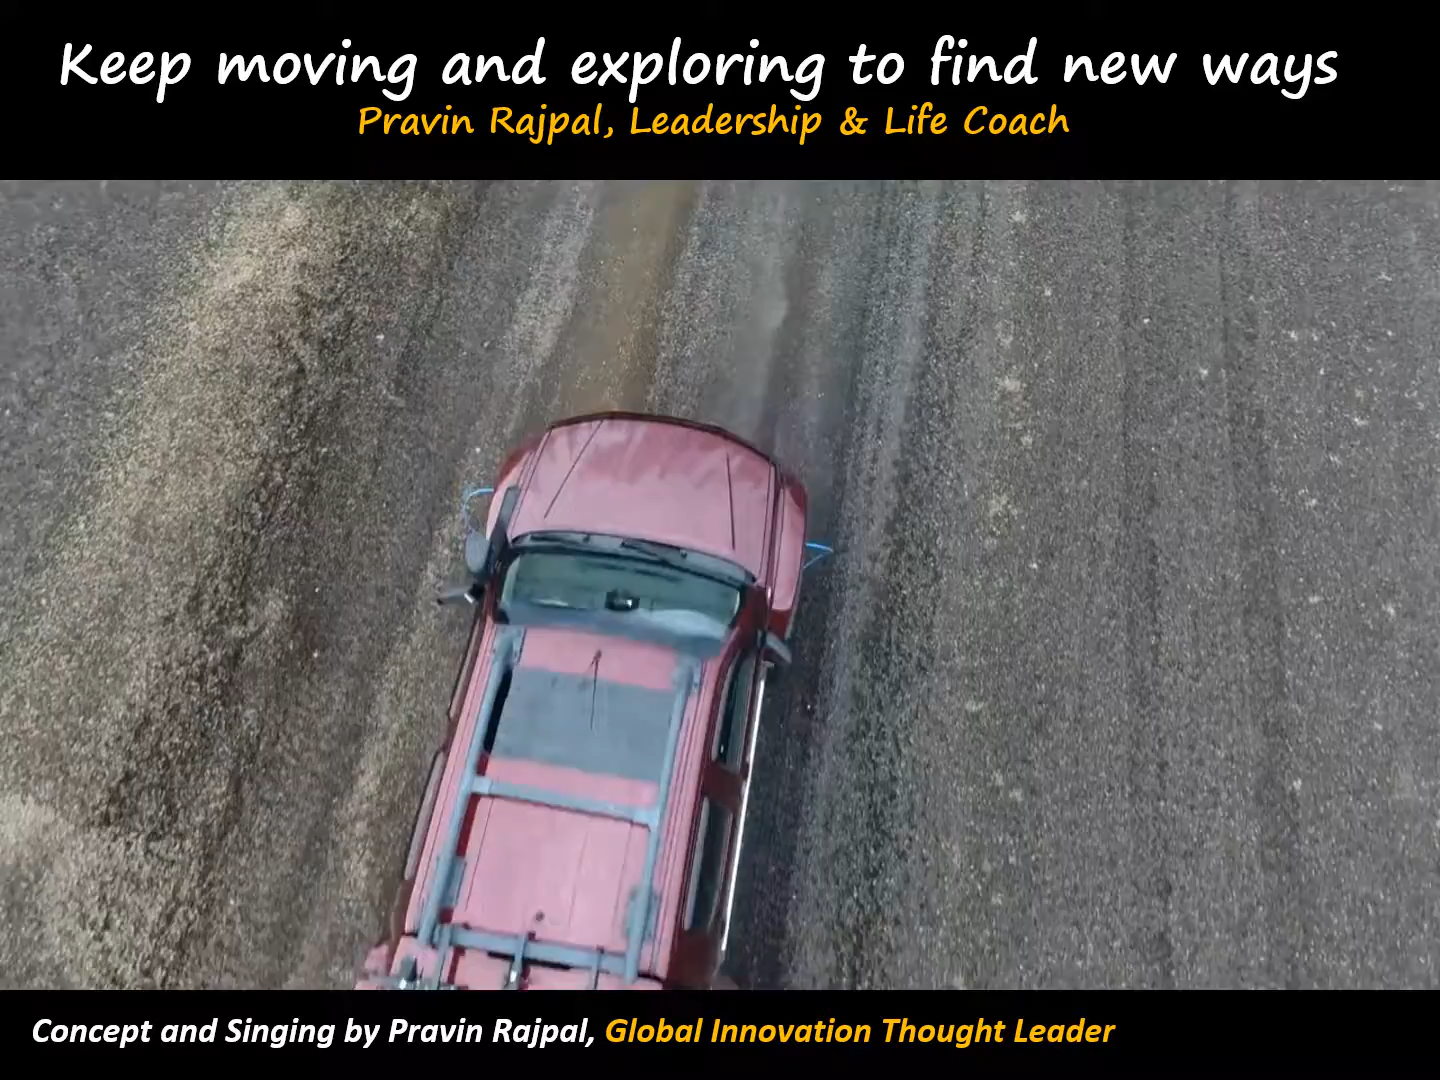 Keep moving and exploring to find new ways
Pravin Rajpal, Leadership & Life Coach
Concept and Singing by Pravin Rajpal, Global Innovation Thought Leader